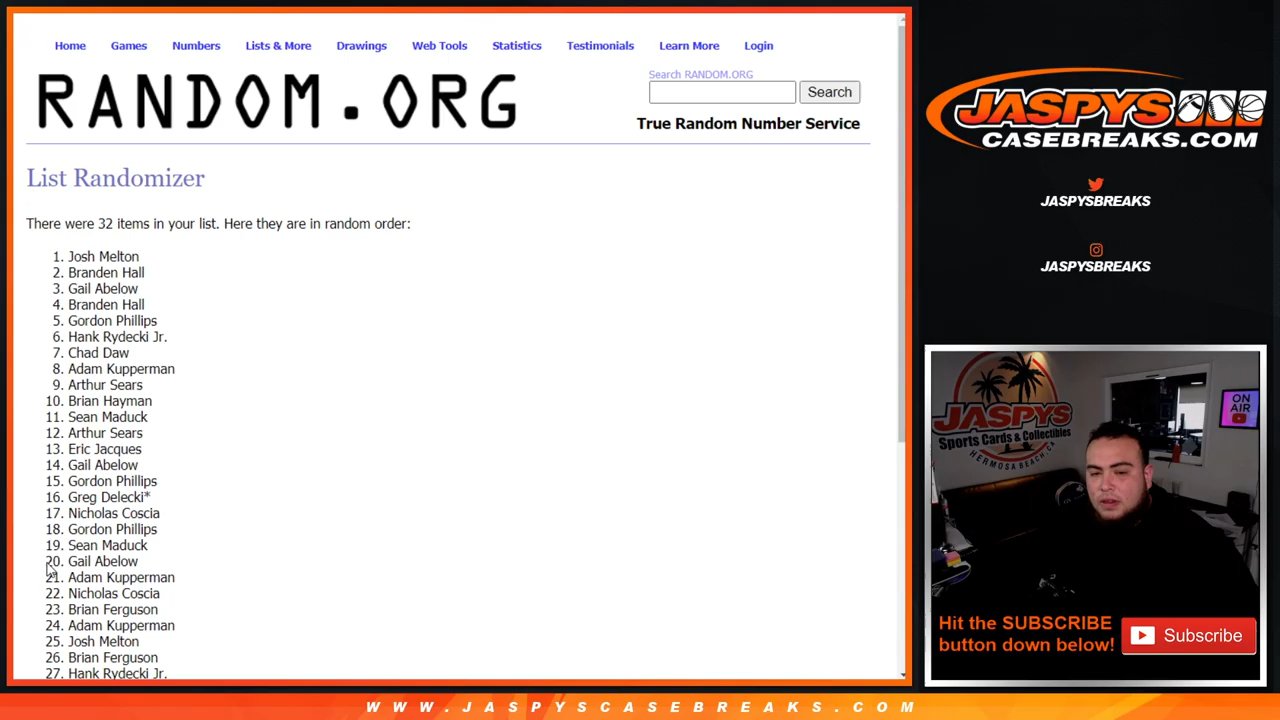 Home Games Numbers Lists & More Drawings Web Tools Statistics Testimonials Learn More Login
RANDOM.ORG
Search RANDOM.ORG
Search
True Random Number Service
List Randomizer
There were 32 items in your list. Here they are in random order:
1. Josh Melton
2. Branden Hall
3. Gail Abelow
4. Branden Hall
5. Gordon Phillips
6. Hank Rydecki Jr.
7. Chad Daw
8. Adam Kupperman
9. Arthur Sears
10. Brian Hayman
11. Sean Maduck
12. Arthur Sears
13. Eric Jacques
14. Gail Abelow
15. Gordon Phillips
16. Greg Delecki*
17. Nicholas Coscia
18. Gordon Phillips
19. Sean Maduck
20. Gail Abelow
21. Adam Kupperman
22. Nicholas Coscia
23. Brian Ferguson
24. Adam Kupperman
25. Josh Melton
26. Brian Ferguson
27. Hank Rydecki Jr.
JASPYS
CASEBREAKS.COM
JASPYSBREAKS
JASPYSBREAKS
JASPYS
Sports Cards & Collectibles
HERMOSA BEACH, CA
ON
AIR
Hit the SUBSCRIBE
button down below!
Subscribe
WWW.JASPYSCASEBREAKS.COM